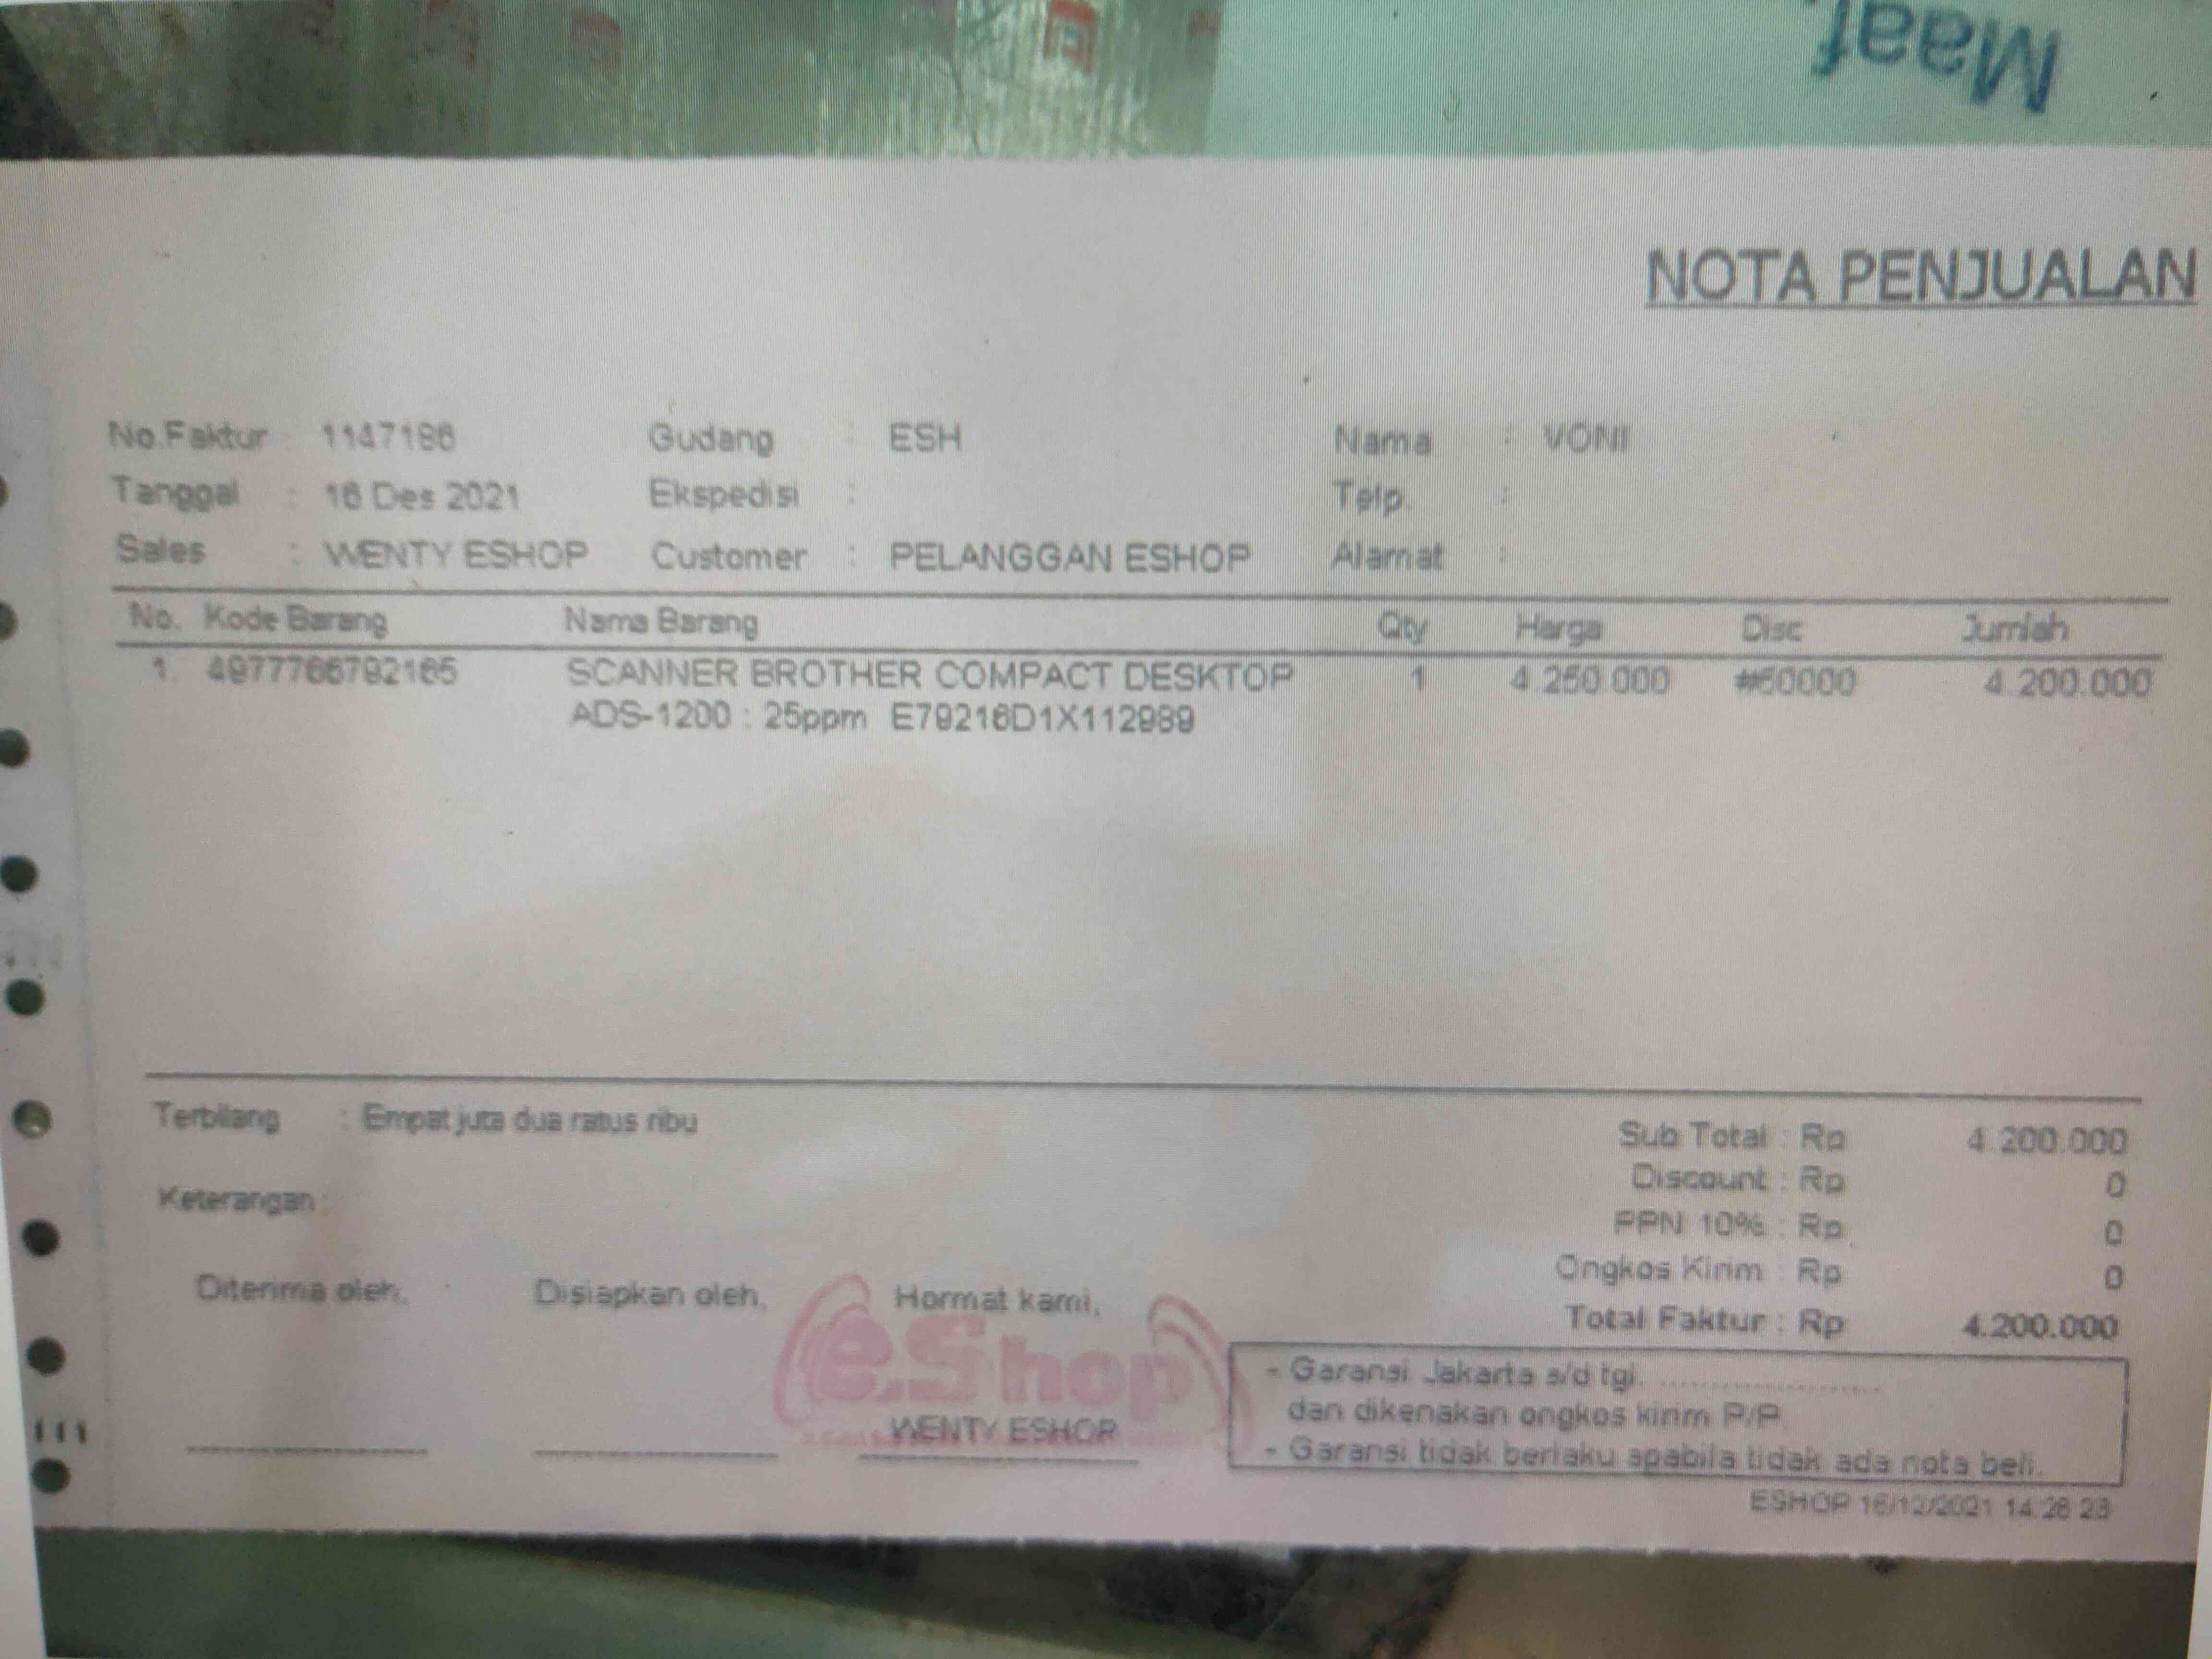 Maaf,
NOTA PENJUALAN
No.Faktur : 1147186 Gudang : ESH Nama : VONI
Tanggal : 16 Des 2021 Ekspedisi : Telp. :
Sales : WENTY ESHOP Customer : PELANGGAN ESHOP Alamat :
No. Kode Barang Nama Barang Qty Harga Disc Jumlah
1. 4977766792165 SCANNER BROTHER COMPACT DESKTOP 1 4.250.000 #50000 4.200.000
ADS-1200 : 25ppm E79216D1X112989
Terbilang : Empat juta dua ratus ribu
Sub Total : Rp 4.200.000
Discount : Rp 0
Keterangan :
PPN 10% : Rp 0
Ongkos Kirim : Rp 0
Total Faktur : Rp 4.200.000
Diterima oleh, Disiapkan oleh, Hormat kami,
eShop
WENTY ESHOP
- Garansi Jakarta s/d tgl. ......................
dan dikenakan ongkos kirim P/P.
- Garansi tidak berlaku apabila tidak ada nota beli.
ESHOP 16/12/2021 14:26:23